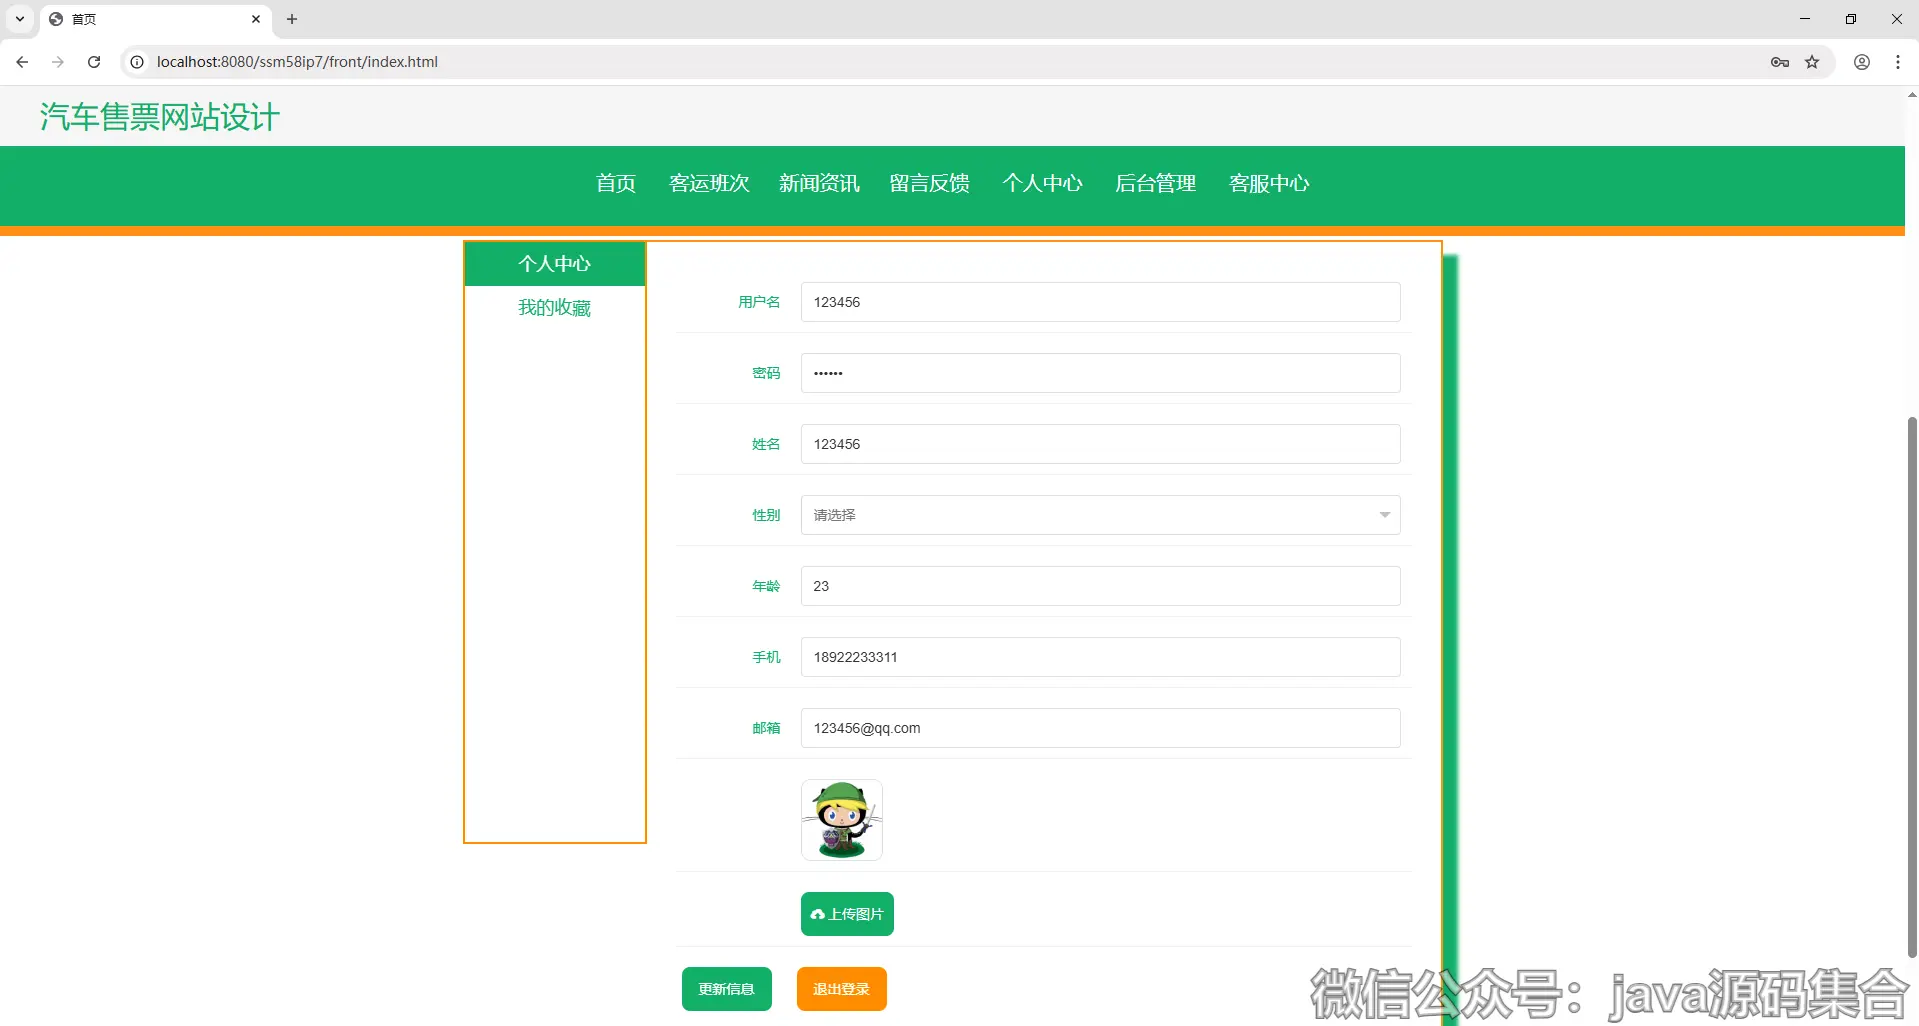 首页
localhost:8080/ssm58ip7/front/index.html
汽车售票网站设计
首页 客运班次 新闻资讯 留言反馈 个人中心 后台管理 客服中心
个人中心
我的收藏
用户名 123456
密码 ••••••
姓名 123456
性别 请选择
年龄 23
手机 18922233311
邮箱 123456@qq.com
上传图片
更新信息 退出登录
微信公众号：java源码集合